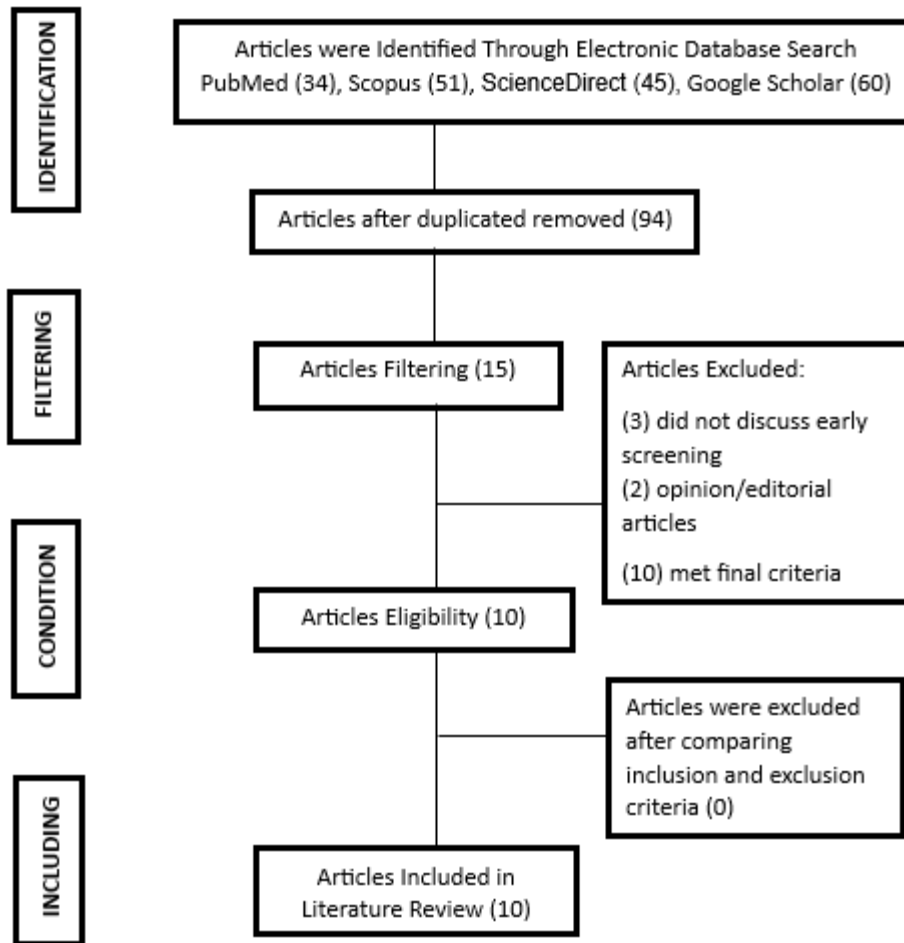 IDENTIFICATION
Articles were Identified Through Electronic Database Search
PubMed (34), Scopus (51), ScienceDirect (45), Google Scholar (60)
Articles after duplicated removed (94)
FILTERING
Articles Filtering (15)
Articles Excluded:
(3) did not discuss early
screening
(2) opinion/editorial
articles
(10) met final criteria
CONDITION
Articles Eligibility (10)
Articles were excluded
after comparing
inclusion and exclusion
criteria (0)
INCLUDING
Articles Included in
Literature Review (10)